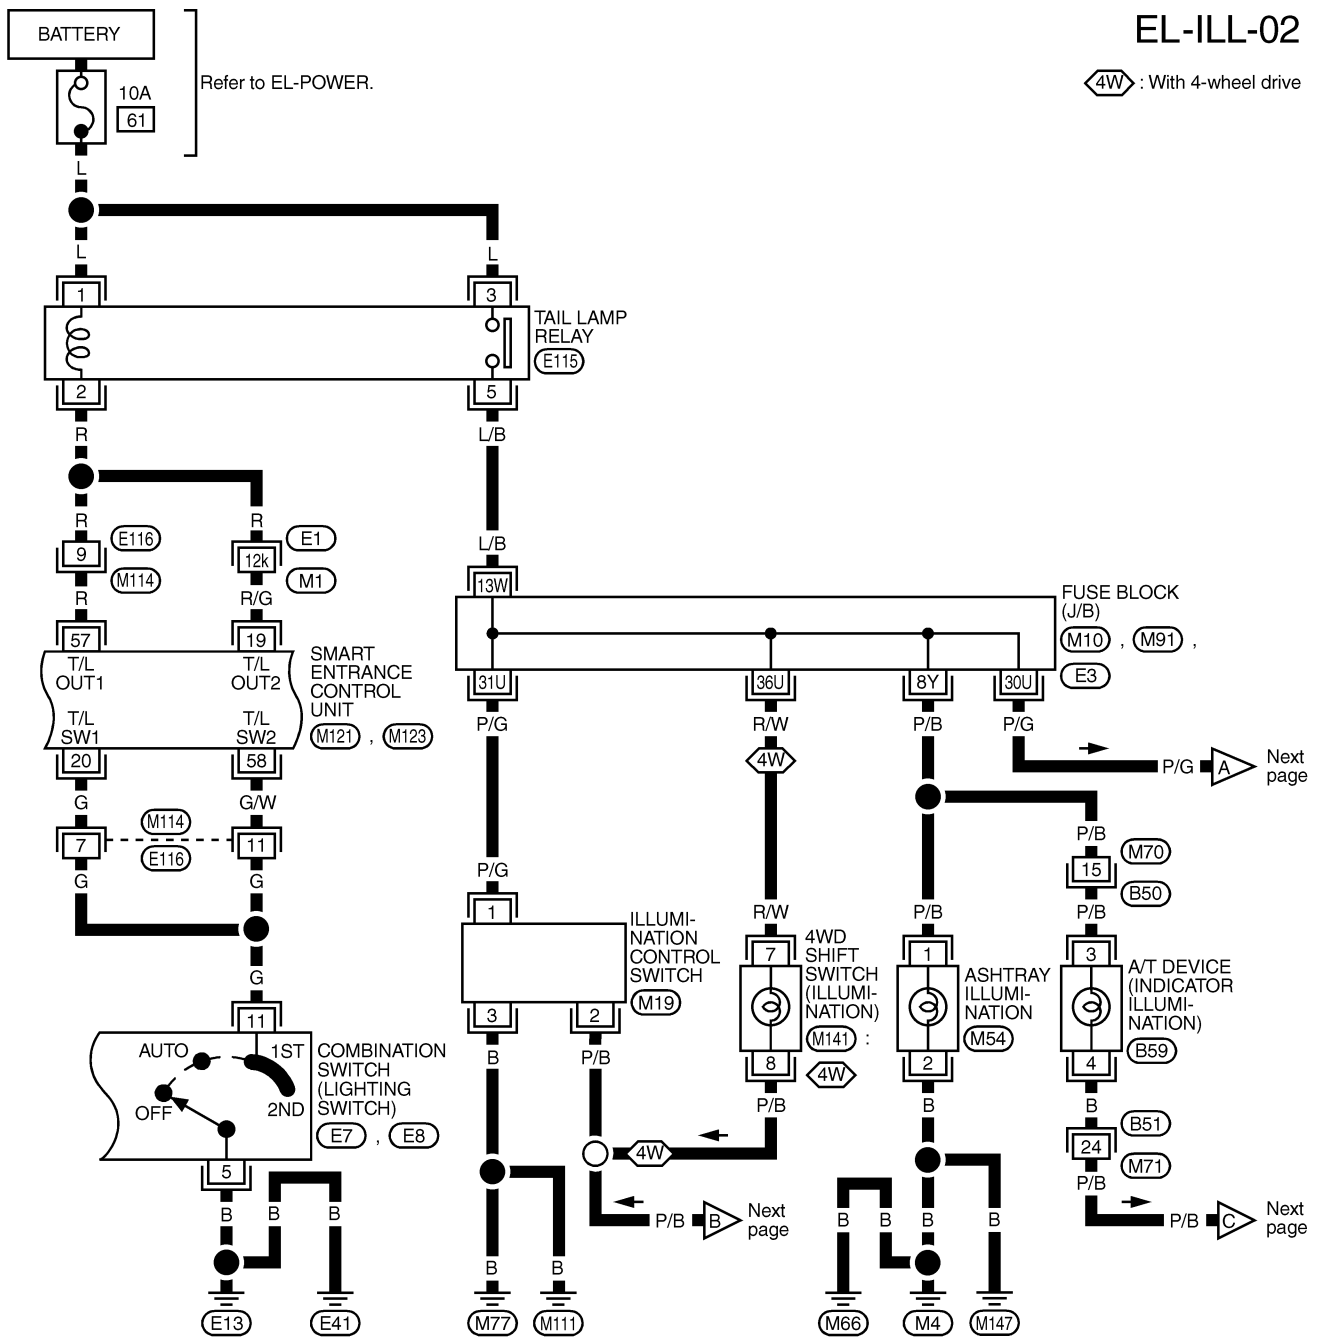 EL-ILL-02
4W : With 4-wheel drive
BATTERY
10A
61
Refer to EL-POWER.
L
L
L
1
3
TAIL LAMP
RELAY
E115
2
5
R
L/B
R
R
E116
E1
9
12k
M114
M1
R
R/G
L/B
13W
FUSE BLOCK
(J/B)
M10 , M91 ,
E3
57
19
T/L
OUT1
T/L
OUT2
T/L
SW1
T/L
SW2
SMART
ENTRANCE
CONTROL
UNIT
M121 , M123
20
58
31U
36U
8Y
30U
P/G
R/W
P/B
P/G
4W
P/G
A
Next
page
G
G/W
M114
7
11
E116
G
G
G
P/G
P/B
M70
15
B50
R/W
P/B
P/B
1
ILLUMI-
NATION
CONTROL
SWITCH
M19
3
2
7
4WD
SHIFT
SWITCH
(ILLUMI-
NATION)
M141 :
4W
8
1
ASHTRAY
ILLUMI-
NATION
M54
2
3
A/T DEVICE
(INDICATOR
ILLUMI-
NATION)
B59
4
11
AUTO
1ST
OFF
2ND
COMBINATION
SWITCH
(LIGHTING
SWITCH)
E7 , E8
5
B
P/B
P/B
B
B
4W
B51
24
M71
P/B
B
B
B
P/B
B
Next
page
B
B
B
B
P/B
C
Next
page
B
B
E13
E41
M77
M111
M66
M4
M147